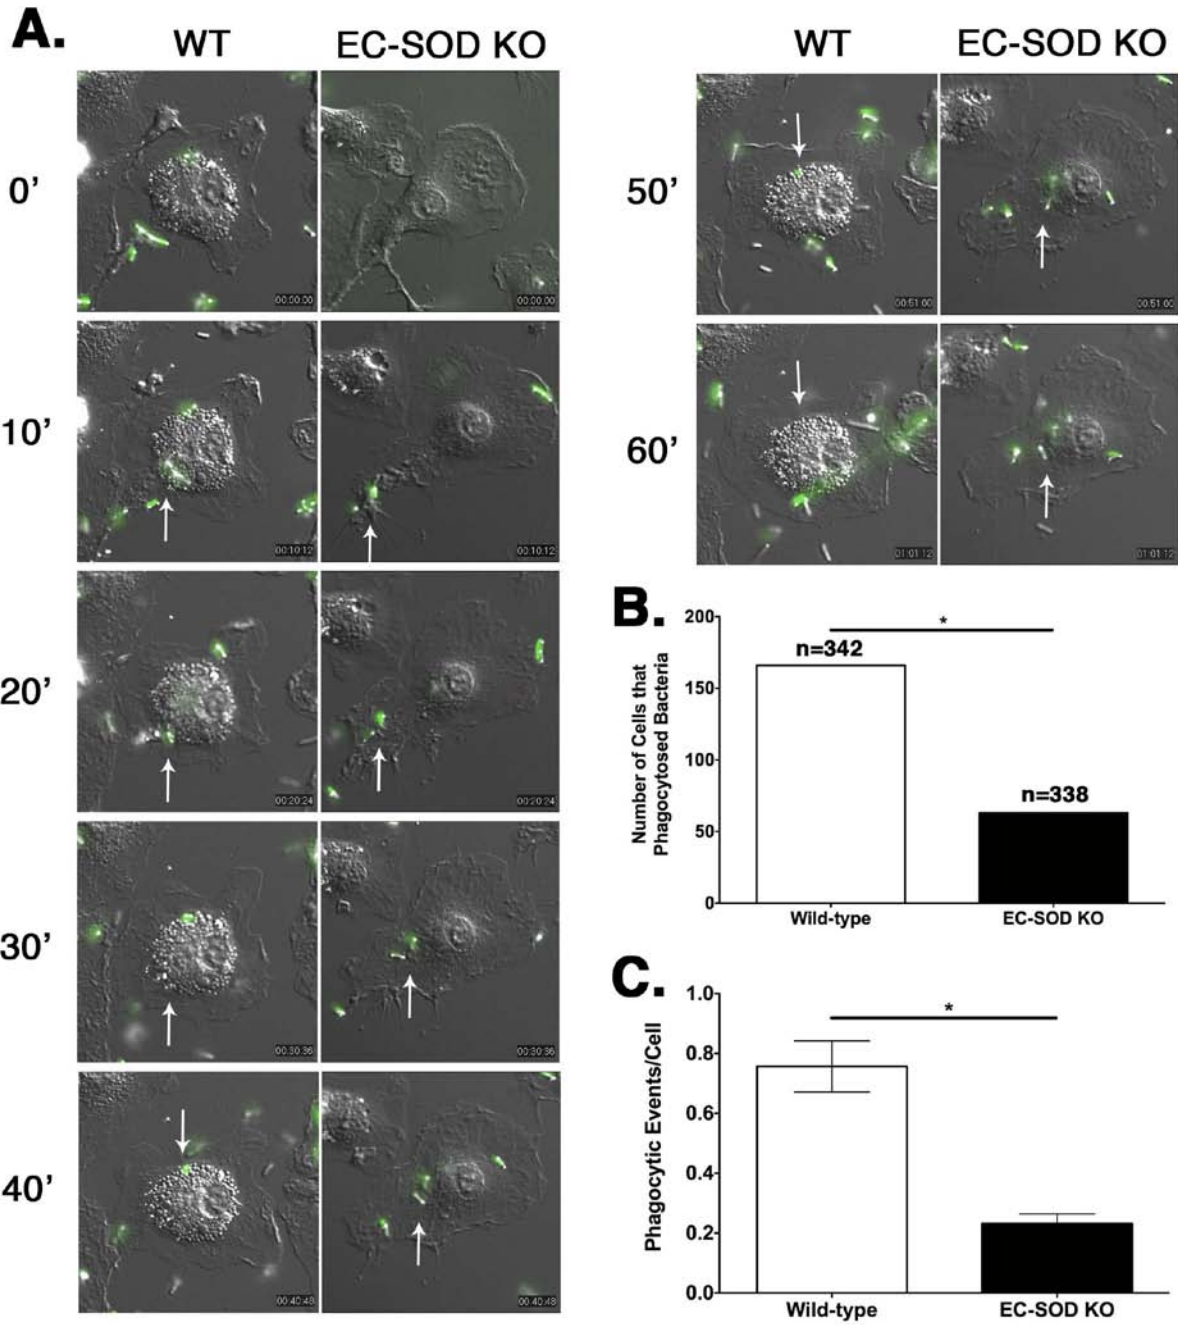 A.
WT EC-SOD KO
0’
00:00:00 00:00:00
10’
00:10:12 00:10:12
20’
00:20:24 00:20:24
30’
00:30:36 00:30:36
40’
00:40:48 00:40:48
WT EC-SOD KO
50’
00:51:00 00:51:00
60’
01:01:12 01:01:12
B.
Number of Cells that
Phagocytosed Bacteria
200
150
100
50
0
*
n=342
n=338
Wild-type EC-SOD KO
C.
Phagocytic Events/Cell
1.0
0.8
0.6
0.4
0.2
0.0
*
Wild-type EC-SOD KO